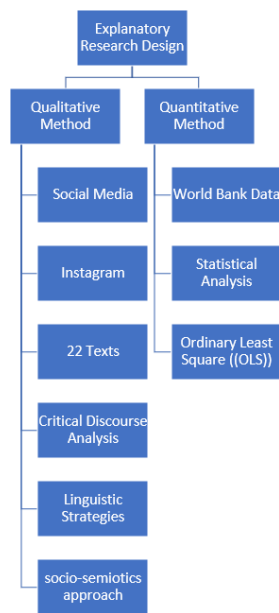 Explanatory
Research Design
Qualitative
Method
Quantitative
Method
Social Media
World Bank Data
Instagram
Statistical
Analysis
22 Texts
Ordinary Least
Square ((OLS))
Critical Discourse
Analysis
Linguistic
Strategies
socio-semiotics
approach